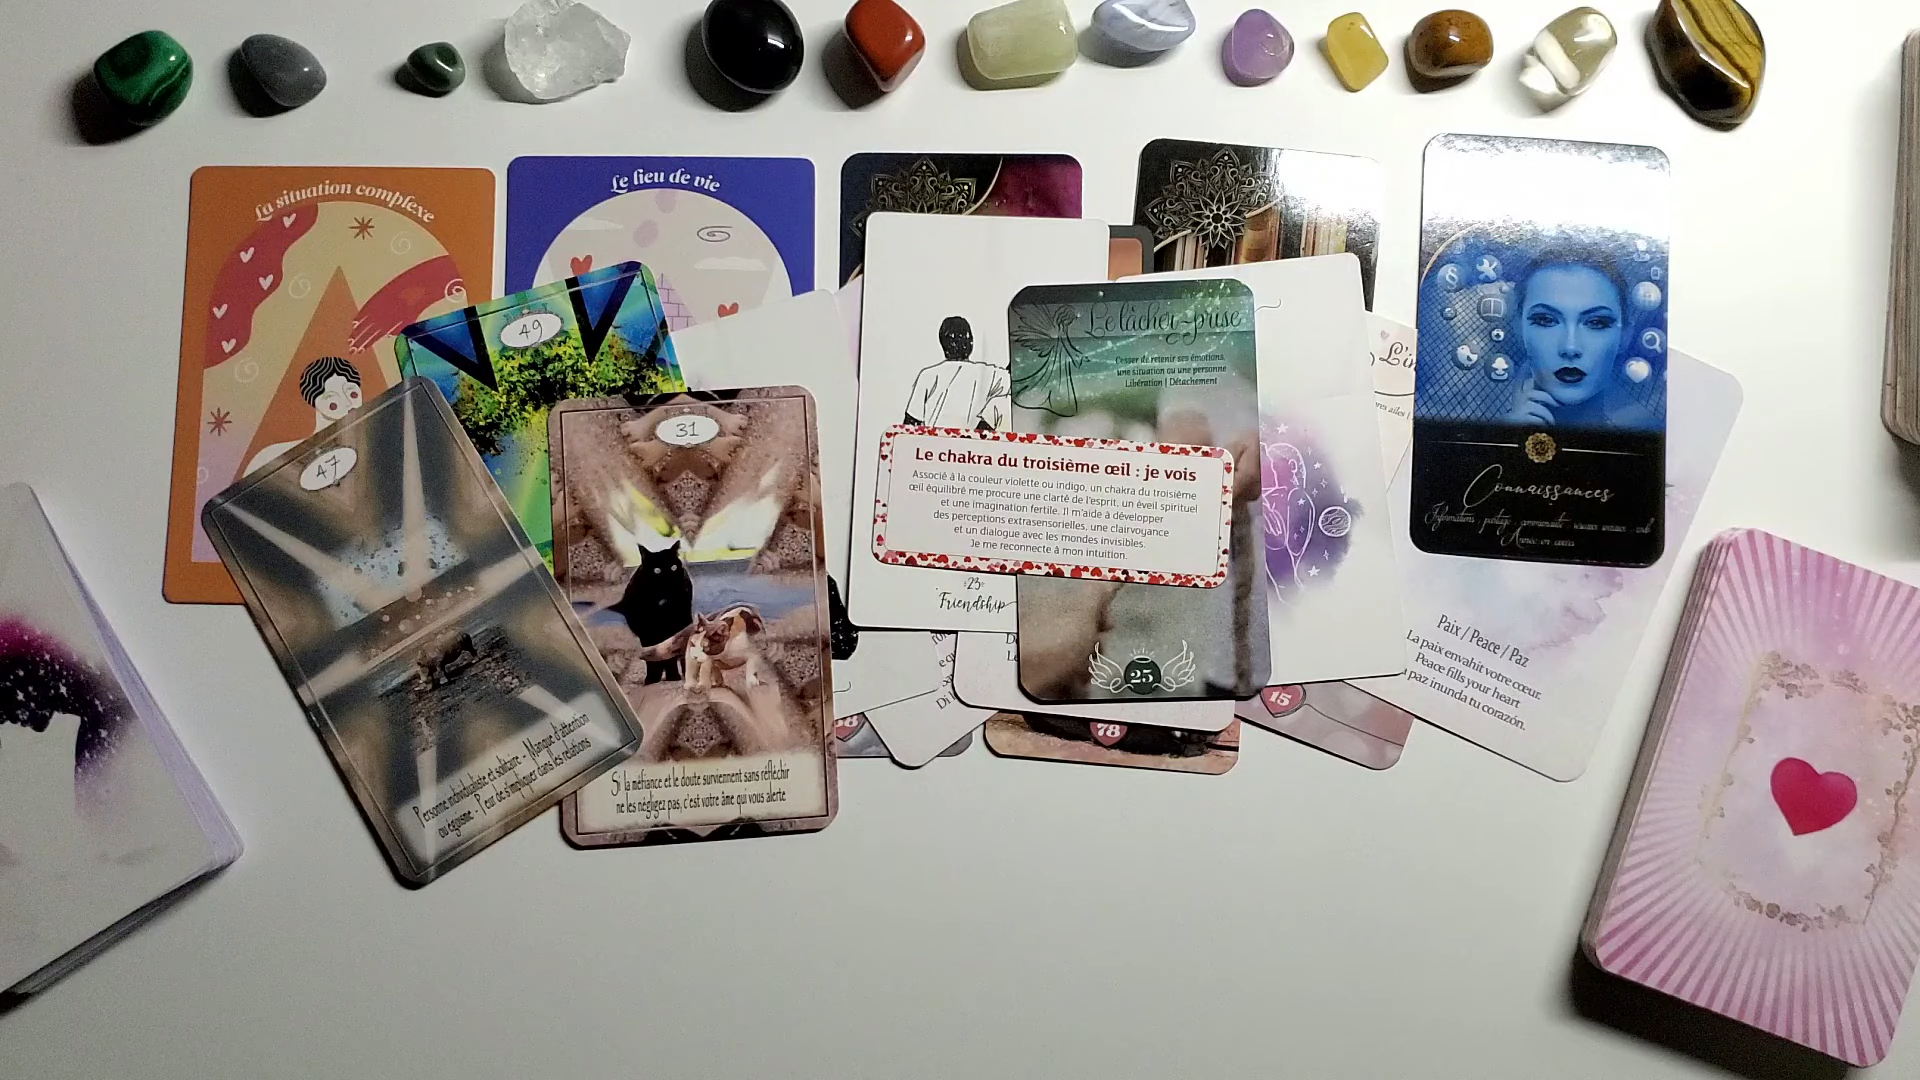 La situation complexe
Le lieu de vie
49
47
31
Le lâcher-prise
Cesser de retenir ses émotions,
une situation ou une personne
Libération | Détachement
Le chakra du troisième œil : je vois
Associé à la couleur violette ou indigo, un chakra du troisième
œil équilibré me procure une clarté de l'esprit, un éveil spirituel
et une imagination fertile. Il m'aide à développer
des perceptions extrasensorielles, une clairvoyance
et un dialogue avec les mondes invisibles.
Je me reconnecte à mon intuition.
23
Friendship
25
Connaissances
Informations
Paix / Peace / Paz
La paix envahit votre cœur.
Peace fills your heart
paz inunda tu corazón.
Personne individualiste et solitaire - Manque d'attention
ou égoïsme - Peur de s'impliquer dans les relations
Si la méfiance et le doute surviennent sans réfléchir
ne les négligez pas, c'est votre âme qui vous alerte
78
15